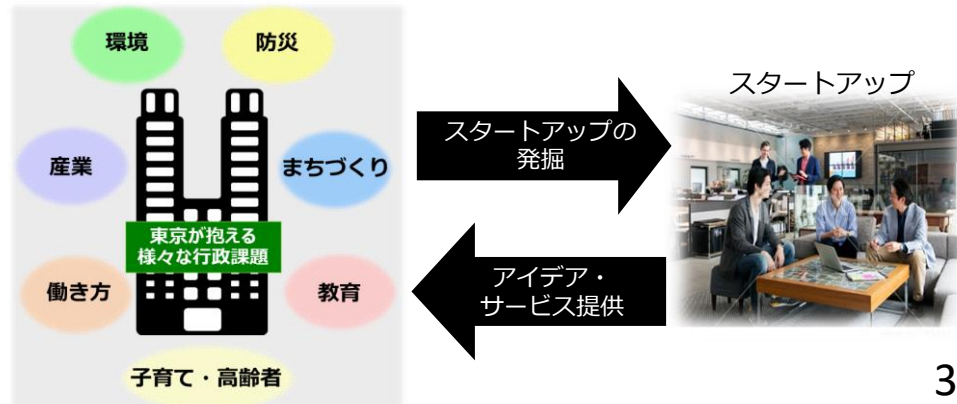 環境
防災
産業
まちづくり
東京が抱える
様々な行政課題
働き方
教育
子育て・高齢者
スタートアップの
発掘
アイデア・
サービス提供
スタートアップ
3